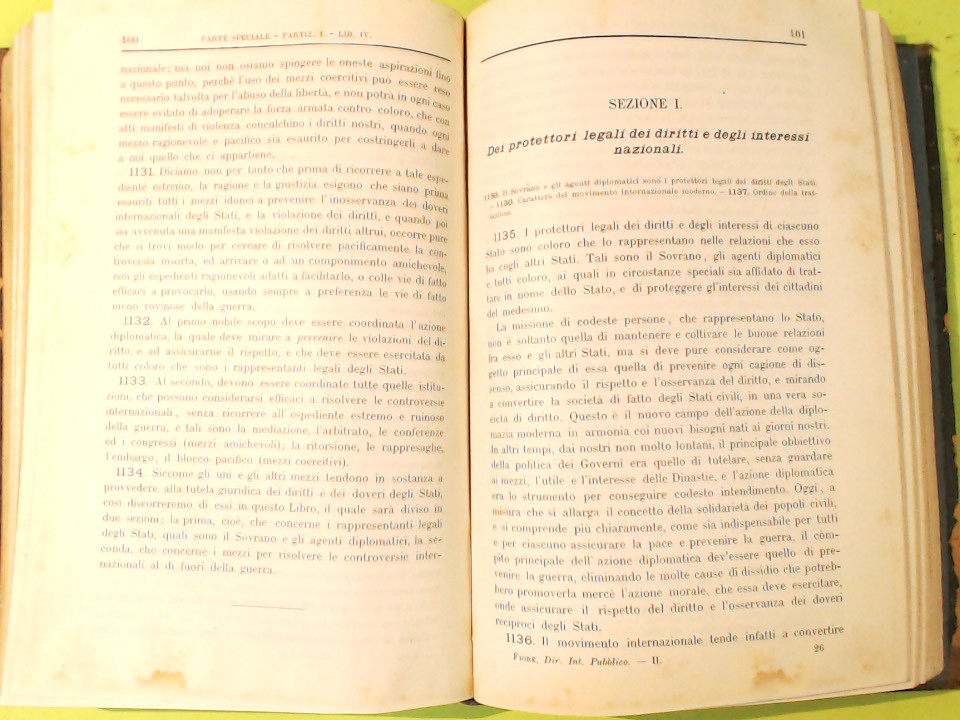 400 PARTE SPECIALE - PARTIZ. I. - LIB. IV.
nazionale; ma noi non osiamo spingere le oneste aspirazioni fino
a questo punto, perchè l'uso dei mezzi coercitivi può essere reso
necessario talvolta per l'abuso della libertà, e non potrà in ogni caso
essere evitato di adoperare la forza armata contro coloro, che con
atti manifesti di violenza conculchino i diritti nostri, quando ogni
mezzo ragionevole e pacifico sia esaurito per costringerli a dare
a noi quello che ci appartiene.
1131. Diciamo non per tanto che prima di ricorrere a tale espe-
diente estremo, la ragione e la giustizia esigono che siano prima
esauriti tutti i mezzi idonei a prevenire l'inosservanza dei doveri
internazionali degli Stati, e la violazione dei diritti, e quando poi
sia avvenuta una manifesta violazione dei diritti altrui, occorre pure
che si trovi modo per cercare di risolvere pacificamente la con-
troversia insorta, ed arrivare o ad un componimento amichevole,
con gli espedienti ragionevoli adatti a facilitarlo, o colle vie di fatto
efficaci a provocarlo, usando sempre a preferenza le vie di fatto
meno rovinose della guerra.
1132. Al primo nobile scopo deve essere coordinata l'azione
diplomatica, la quale deve mirare a prevenire le violazioni del di-
ritto, e ad assicurarne il rispetto, e che deve essere esercitata da
tutti coloro che sono i rappresentanti legali degli Stati.
1133. Al secondo, devono essere coordinate tutte quelle istitu-
zioni, che possono considerarsi efficaci a risolvere le controversie
internazionali, senza ricorrere all'espediente estremo e ruinoso
della guerra, e tali sono la mediazione, l'arbitrato, le conferenze
ed i congressi (mezzi amichevoli); la ritorsione, le rappresaglie,
l'embargo, il blocco pacifico (mezzi coercitivi).
1134. Siccome gli uni e gli altri mezzi tendono in sostanza a
provvedere alla tutela giuridica dei diritti e dei doveri degli Stati,
così discorreremo di essi in questo Libro, il quale sarà diviso in
due sezioni; la prima, cioè, che concerne i rappresentanti legali
degli Stati, quali sono il Sovrano e gli agenti diplomatici, la se-
conda, che concerne i mezzi per risolvere le controversie inter-
nazionali al di fuori della guerra.
401
SEZIONE I.
Dei protettori legali dei diritti e degli interessi
nazionali.
1135. Il Sovrano e gli agenti diplomatici sono i protettori legali dei diritti degli Stati.
- 1136. Carattere del movimento internazionale moderno. - 1137. Ordine della trat-
tazione.
1135. I protettori legali dei diritti e degli interessi di ciascuno
Stato sono coloro che lo rappresentano nelle relazioni che esso
ha cogli altri Stati. Tali sono il Sovrano, gli agenti diplomatici
e tutti coloro, ai quali in circostanze speciali sia affidato di trat-
tare in nome dello Stato, e di proteggere gl'interessi dei cittadini
del medesimo.
La missione di codeste persone, che rappresentano lo Stato,
non è soltanto quella di mantenere e coltivare le buone relazioni
fra esso e gli altri Stati, ma si deve pure considerare come og-
getto principale di essa quella di prevenire ogni cagione di dis-
senso, assicurando il rispetto e l'osservanza del diritto, e mirando
a convertire la società di fatto degli Stati civili, in una vera so-
cietà di diritto. Questo è il nuovo campo dell'azione della diplo-
mazia moderna in armonia coi nuovi bisogni nati ai giorni nostri.
In altri tempi, dai nostri non molto lontani, il principale obbiettivo
della politica dei Governi era quello di tutelare, senza guardare
ai mezzi, l'utile e l'interesse delle Dinastie, e l'azione diplomatica
era lo strumento per conseguire codesto intendimento. Oggi, a
misura che si allarga il concetto della solidarietà dei popoli civili,
e si comprende più chiaramente, come sia indispensabile per tutti
e per ciascuno assicurare la pace e prevenire la guerra, il còm-
pito principale dell'azione diplomatica dev'essere quello di pre-
venire la guerra, eliminando le molte cause di dissidio che potreb-
bero promuoverla mercè l'azione morale, che essa deve esercitare,
onde assicurare il rispetto del diritto e l'osservanza dei doveri
reciproci degli Stati.
1136. Il movimento internazionale tende infatti a convertire
FIORE, Dir. Int. Pubblico. — II. 26